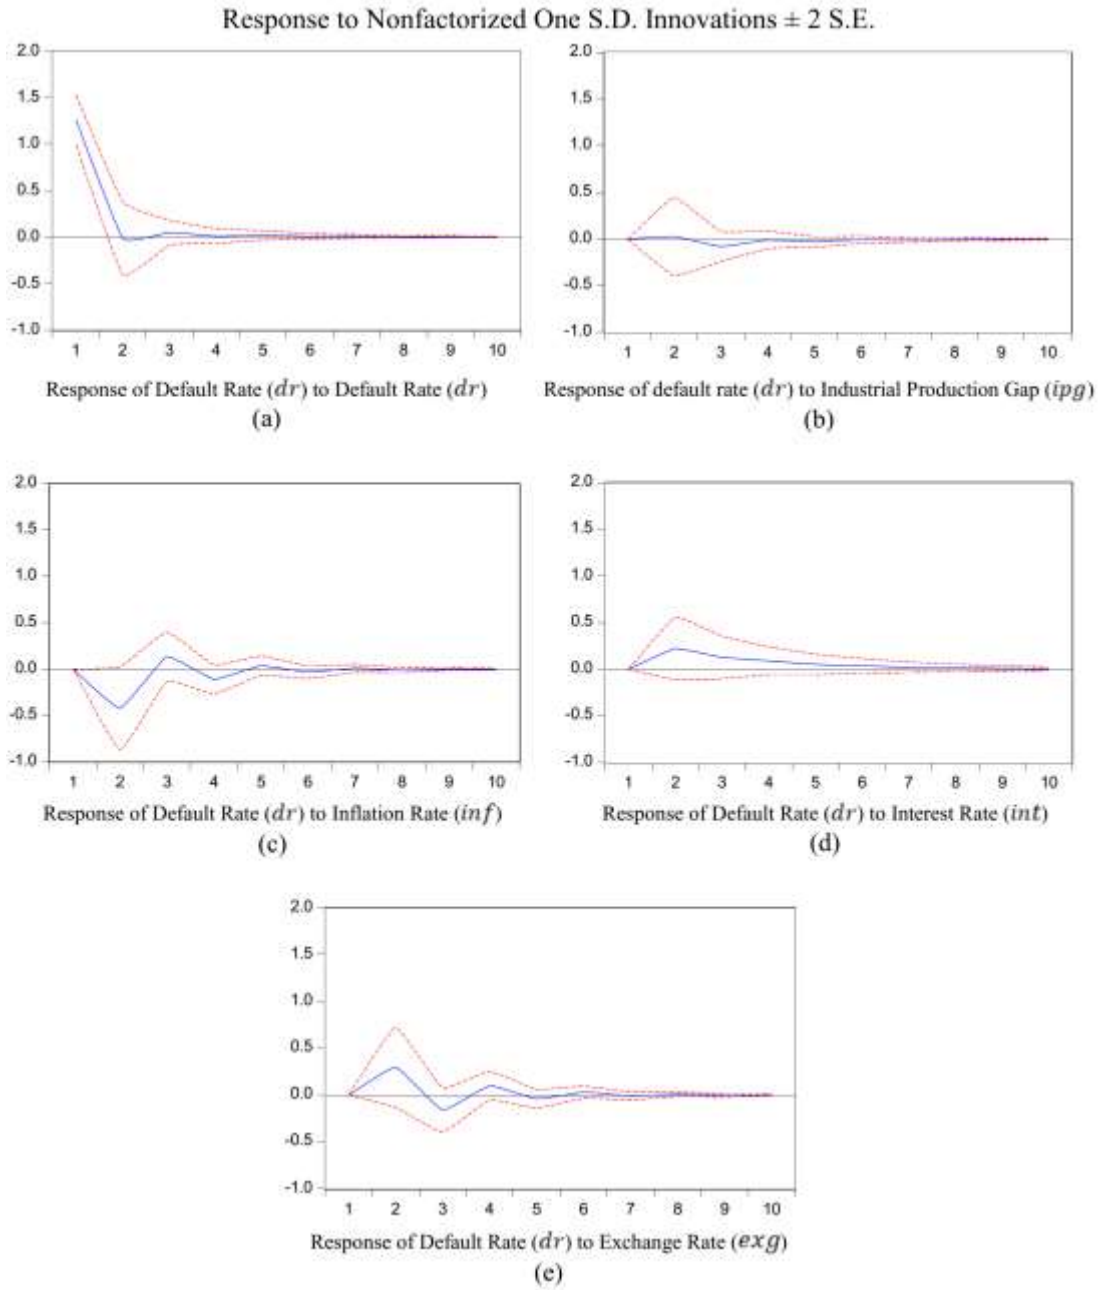 Response to Nonfactorized One S.D. Innovations ± 2 S.E.
2.0
1.5
1.0
0.5
0.0
-0.5
-1.0
1 2 3 4 5 6 7 8 9 10
Response of Default Rate (dr) to Default Rate (dr)
(a)
2.0
1.5
1.0
0.5
0.0
-0.5
-1.0
1 2 3 4 5 6 7 8 9 10
Response of default rate (dr) to Industrial Production Gap (ipg)
(b)
2.0
1.5
1.0
0.5
0.0
-0.5
-1.0
1 2 3 4 5 6 7 8 9 10
Response of Default Rate (dr) to Inflation Rate (inf)
(c)
2.0
1.5
1.0
0.5
0.0
-0.5
-1.0
1 2 3 4 5 6 7 8 9 10
Response of Default Rate (dr) to Interest Rate (int)
(d)
2.0
1.5
1.0
0.5
0.0
-0.5
-1.0
1 2 3 4 5 6 7 8 9 10
Response of Default Rate (dr) to Exchange Rate (exg)
(e)